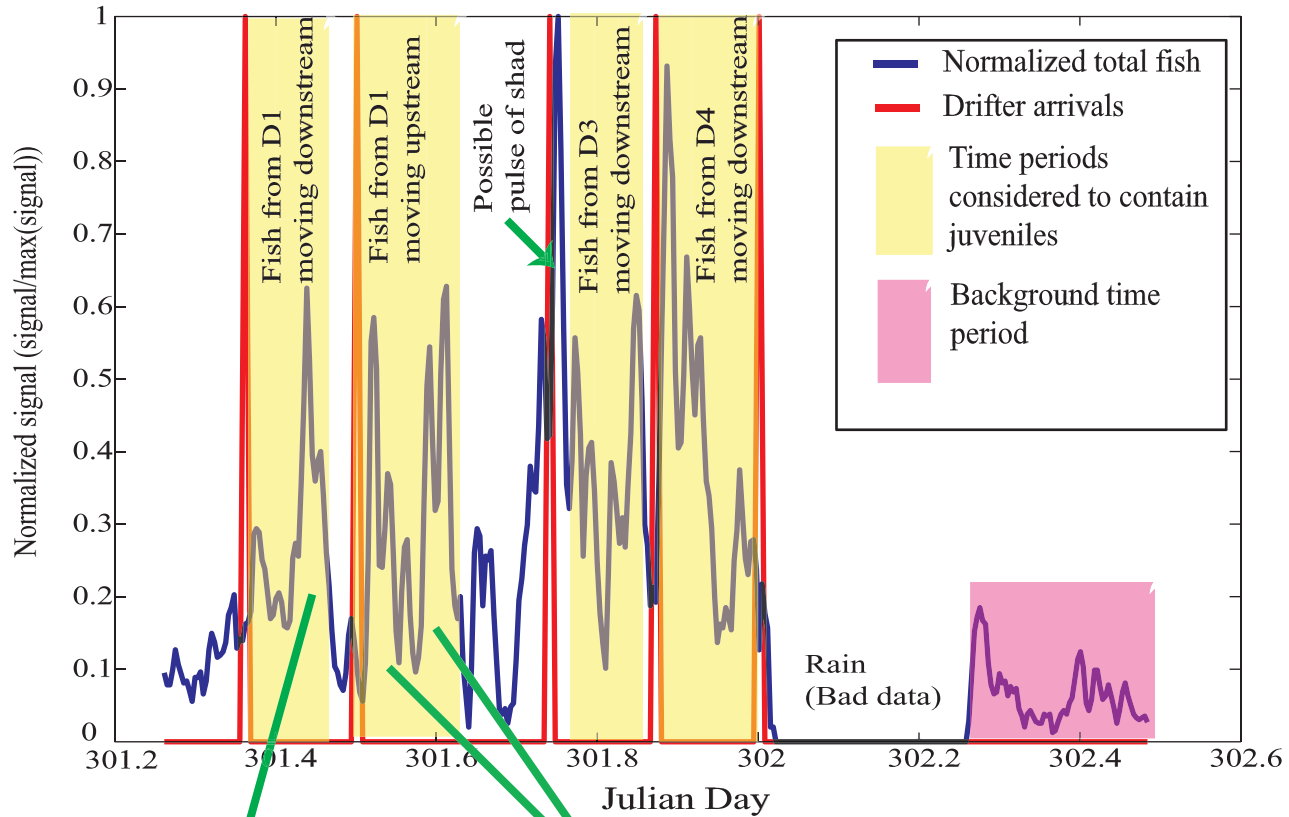 Normalized signal (signal/max(signal))
1
0.9
0.8
0.7
0.6
0.5
0.4
0.3
0.2
0.1
0
Fish from D1
moving downstream
Fish from D1
moving upstream
Possible
pulse of shad
Fish from D3
moving downstream
Fish from D4
moving downstream
Normalized total fish
Drifter arrivals
Time periods
considered to contain
juveniles
Background time
period
Rain
(Bad data)
301.2
301.4
301.6
301.8
302
302.2
302.4
302.6
Julian Day